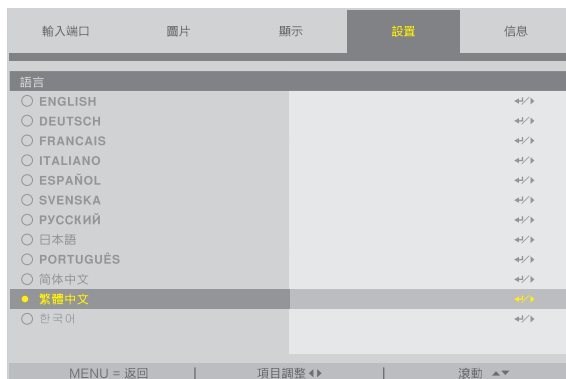 輸入端口 圖片 顯示 設置 信息
語言
ENGLISH
DEUTSCH
FRANCAIS
ITALIANO
ESPAÑOL
SVENSKA
РУССКИЙ
日本語
PORTUGUÊS
简体中文
繁體中文
한국어
MENU = 返回 | 項目調整 | 滾動